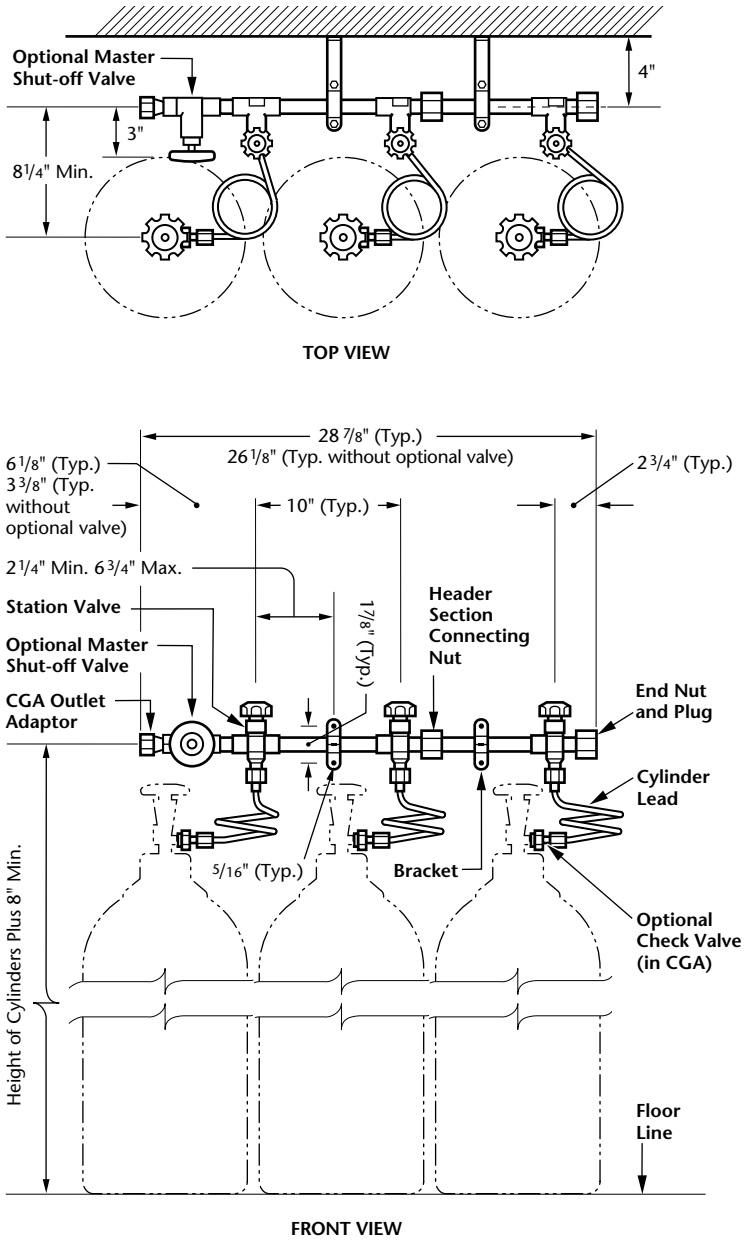 Optional Master
Shut-off Valve
4"
3"
8 1/4" Min.
TOP VIEW
28 7/8" (Typ.)
26 1/8" (Typ. without optional valve)
6 1/8" (Typ.)
3 3/8" (Typ.
without
optional valve)
2 3/4" (Typ.)
10" (Typ.)
2 1/4" Min. 6 3/4" Max.
Station Valve
1 7/8" (Typ.)
Header
Section
Connecting
Nut
Optional Master
Shut-off Valve
CGA Outlet
Adaptor
End Nut
and Plug
Cylinder
Lead
5/16" (Typ.)
Bracket
Optional
Check Valve
(in CGA)
Height of Cylinders Plus 8" Min.
Floor
Line
FRONT VIEW